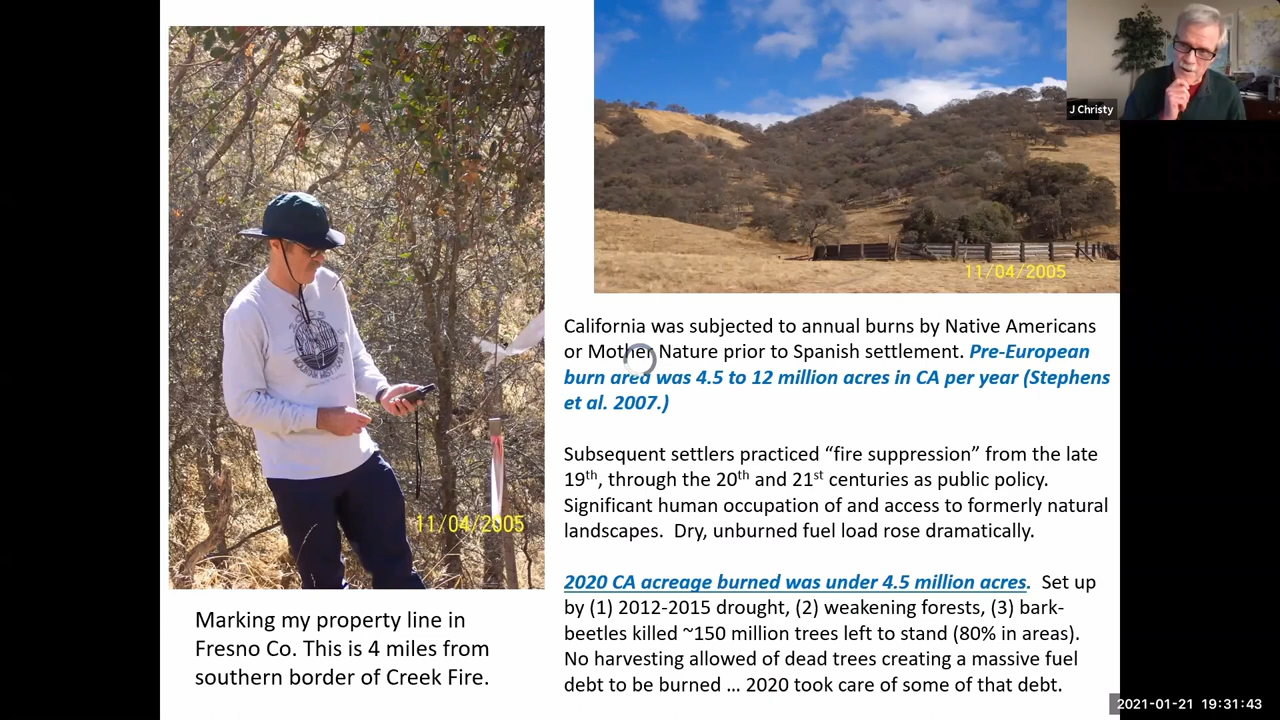 J Christy
11/04/2005
California was subjected to annual burns by Native Americans
or Mother Nature prior to Spanish settlement. Pre-European
burn area was 4.5 to 12 million acres in CA per year (Stephens
et al. 2007.)
Subsequent settlers practiced “fire suppression” from the late
19th, through the 20th and 21st centuries as public policy.
Significant human occupation of and access to formerly natural
landscapes. Dry, unburned fuel load rose dramatically.
11/04/2005
2020 CA acreage burned was under 4.5 million acres. Set up
by (1) 2012-2015 drought, (2) weakening forests, (3) bark-
beetles killed ~150 million trees left to stand (80% in areas).
No harvesting allowed of dead trees creating a massive fuel
debt to be burned … 2020 took care of some of that debt.
Marking my property line in
Fresno Co. This is 4 miles from
southern border of Creek Fire.
2021-01-21 19:31:43